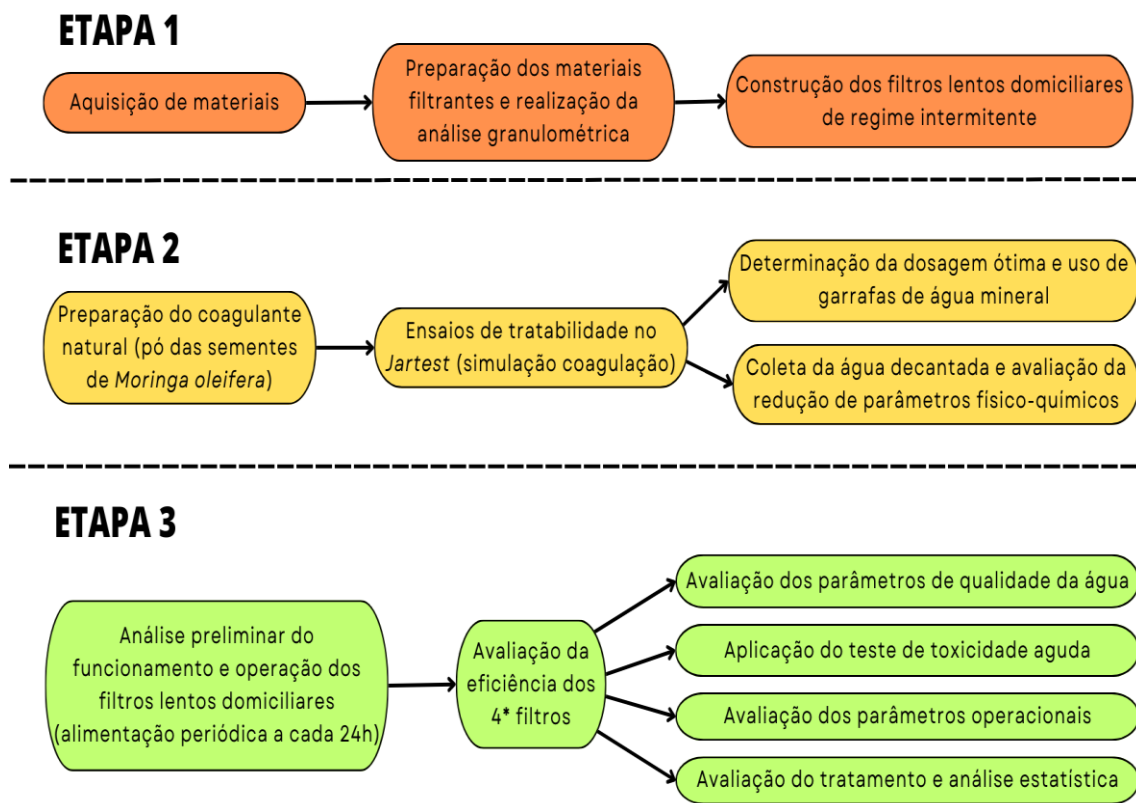 ETAPA 1
Aquisição de materiais
Preparação dos materiais
filtrantes e realização da
análise granulométrica
Construção dos filtros lentos domiciliares
de regime intermitente
ETAPA 2
Preparação do coagulante
natural (pó das sementes
de Moringa oleifera)
Ensaios de tratabilidade no
Jartest (simulação coagulação)
Determinação da dosagem ótima e uso de
garrafas de água mineral
Coleta da água decantada e avaliação da
redução de parâmetros físico-químicos
ETAPA 3
Análise preliminar do
funcionamento e operação dos
filtros lentos domiciliares
(alimentação periódica a cada 24h)
Avaliação da
eficiência dos
4* filtros
Avaliação dos parâmetros de qualidade da água
Aplicação do teste de toxicidade aguda
Avaliação dos parâmetros operacionais
Avaliação do tratamento e análise estatística